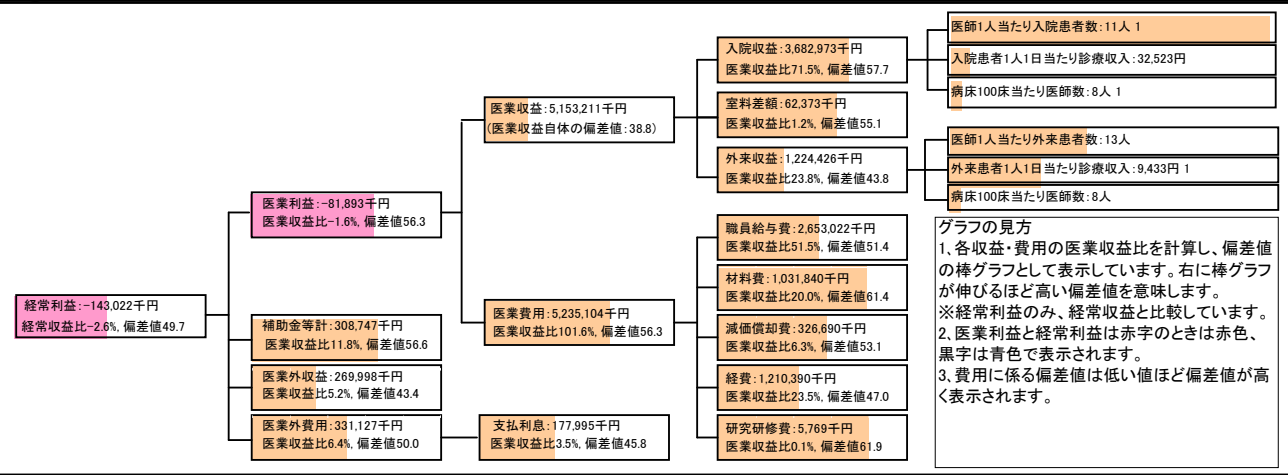 経常利益:-143,022千円
経常収益比-2.6%, 偏差値49.7
医業利益:-81,893千円
医業収益比-1.6%, 偏差値56.3
補助金等計:308,747千円
医業収益比11.8%, 偏差値56.6
医業外収益:269,998千円
医業収益比5.2%, 偏差値43.4
医業外費用:331,127千円
医業収益比6.4%, 偏差値50.0
医業収益:5,153,211千円
(医業収益自体の偏差値:38.8)
医業費用:5,235,104千円
医業収益比101.6%, 偏差値56.3
支払利息:177,995千円
医業収益比3.5%, 偏差値45.8
入院収益:3,682,973千円
医業収益比71.5%, 偏差値57.7
室料差額:62,373千円
医業収益比1.2%, 偏差値55.1
外来収益:1,224,426千円
医業収益比23.8%, 偏差値43.8
職員給与費:2,653,022千円
医業収益比51.5%, 偏差値51.4
材料費:1,031,840千円
医業収益比20.0%, 偏差値61.4
減価償却費:326,690千円
医業収益比6.3%, 偏差値53.1
経費:1,210,390千円
医業収益比23.5%, 偏差値47.0
研究研修費:5,769千円
医業収益比0.1%, 偏差値61.9
医師1人当たり入院患者数:11人 1
入院患者1人1日当たり診療収入:32,523円
病床100床当たり医師数:8人 1
医師1人当たり外来患者数:13人
外来患者1人1日当たり診療収入:9,433円 1
病床100床当たり医師数:8人
グラフの見方
1、各収益・費用の医業収益比を計算し、偏差値
の棒グラフとして表示しています。右に棒グラフ
が伸びるほど高い偏差値を意味します。
※経常利益のみ、経常収益と比較しています。
2、医業利益と経常利益は赤字のときは赤色、
黒字は青色で表示されます。
3、費用に係る偏差値は低い値ほど偏差値が高
く表示されます。